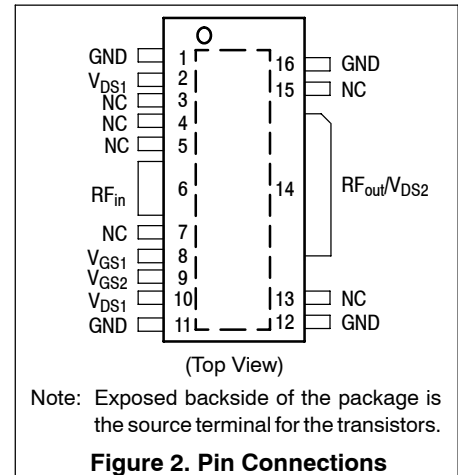 GND 1 16 GND
VDS1 2 15 NC
NC 3
NC 4
NC 5
RFin 6 14 RFout/VDS2
NC 7
VGS1 8
VGS2 9
VDS1 10 13 NC
GND 11 12 GND
(Top View)
Note: Exposed backside of the package is
the source terminal for the transistors.
Figure 2. Pin Connections